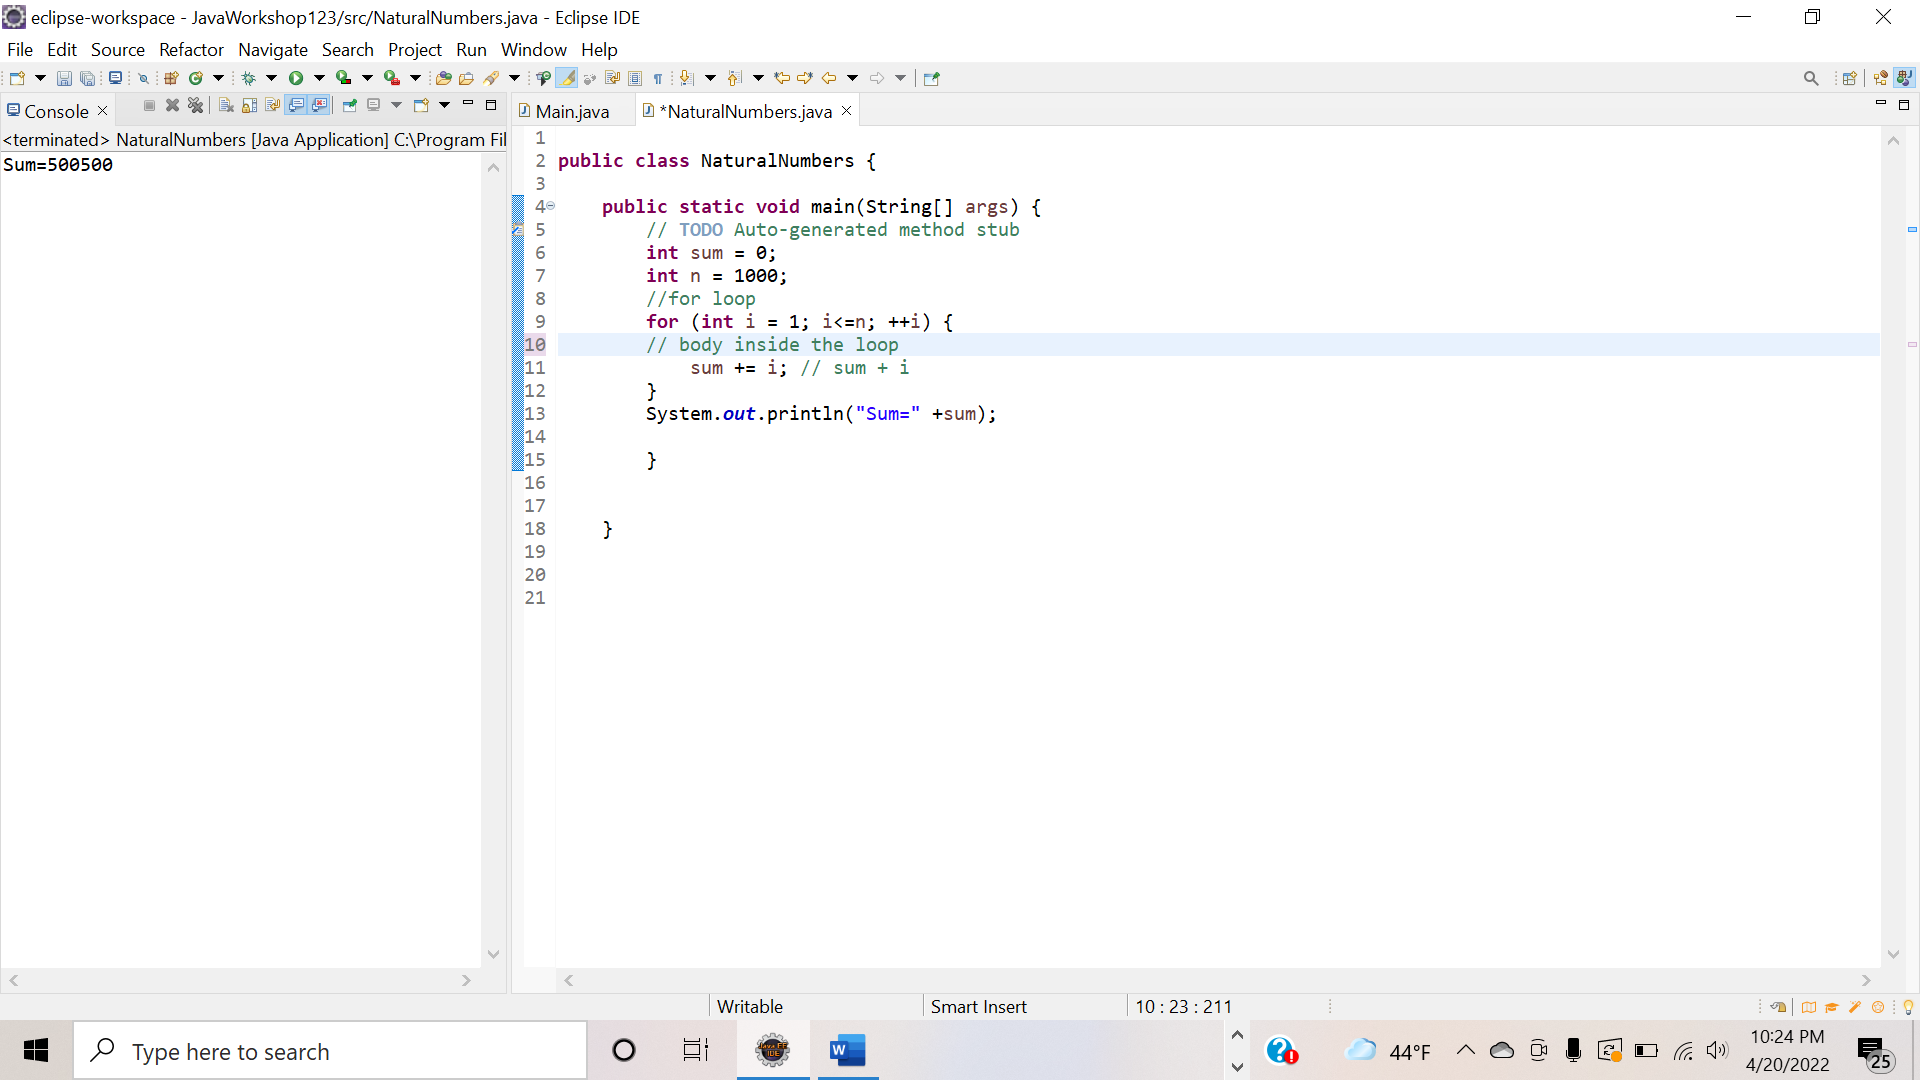 eclipse-workspace - JavaWorkshop123/src/NaturalNumbers.java - Eclipse IDE
File Edit Source Refactor Navigate Search Project Run Window Help
Console
<terminated> NaturalNumbers [Java Application] C:\Program Fil
Sum=500500
Main.java
*NaturalNumbers.java
1
2 public class NaturalNumbers {
3
4 public static void main(String[] args) {
5 // TODO Auto-generated method stub
6 int sum = 0;
7 int n = 1000;
8 //for loop
9 for (int i = 1; i<=n; ++i) {
10 // body inside the loop
11 sum += i; // sum + i
12 }
13 System.out.println("Sum=" +sum);
14
15 }
16
17
18 }
19
20
21
Writable
Smart Insert
10 : 23 : 211
Type here to search
44°F
10:24 PM
4/20/2022
25